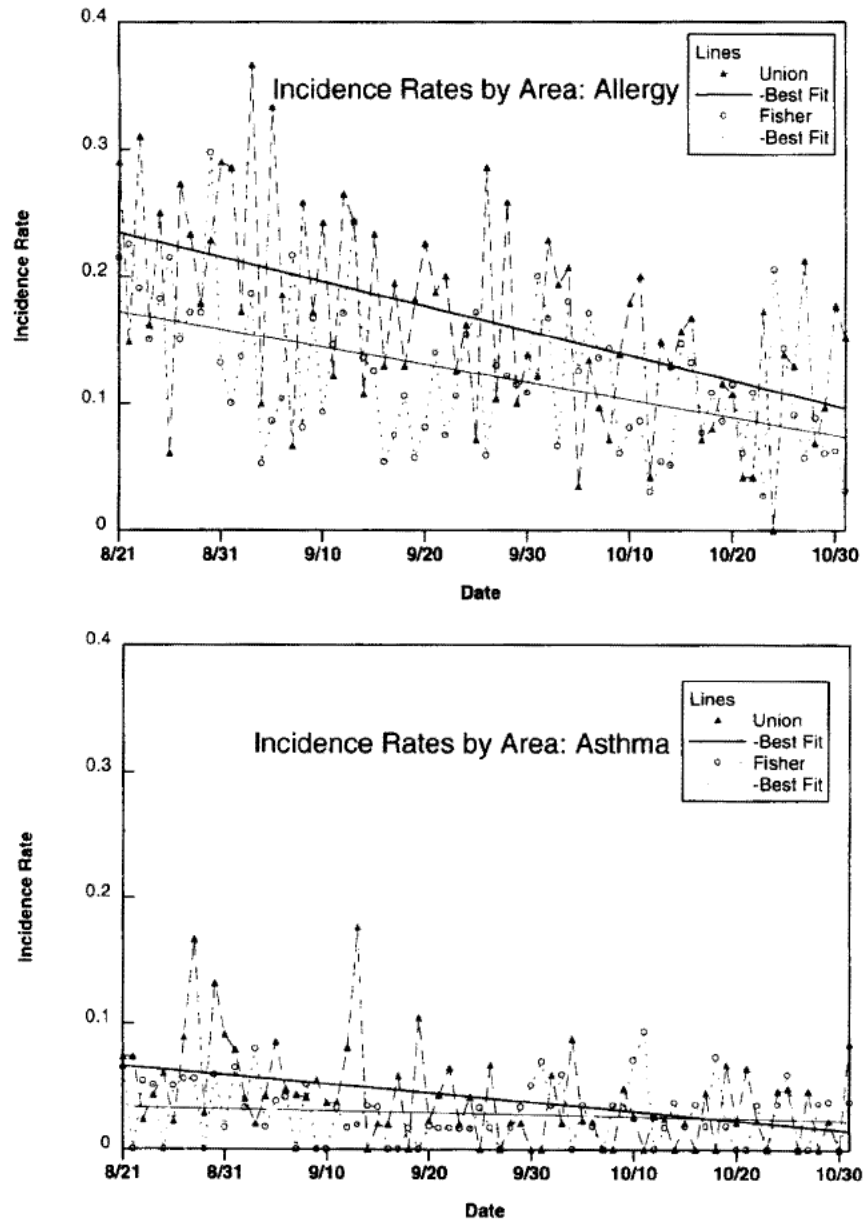 0.4
0.3
0.2
0.1
0
Incidence Rate
Incidence Rates by Area: Allergy
Lines
Union
-Best Fit
Fisher
-Best Fit
8/21
8/31
9/10
9/20
9/30
10/10
10/20
10/30
Date
0.4
0.3
0.2
0.1
0
Incidence Rate
Incidence Rates by Area: Asthma
Lines
Union
-Best Fit
Fisher
-Best Fit
8/21
8/31
9/10
9/20
9/30
10/10
10/20
10/30
Date